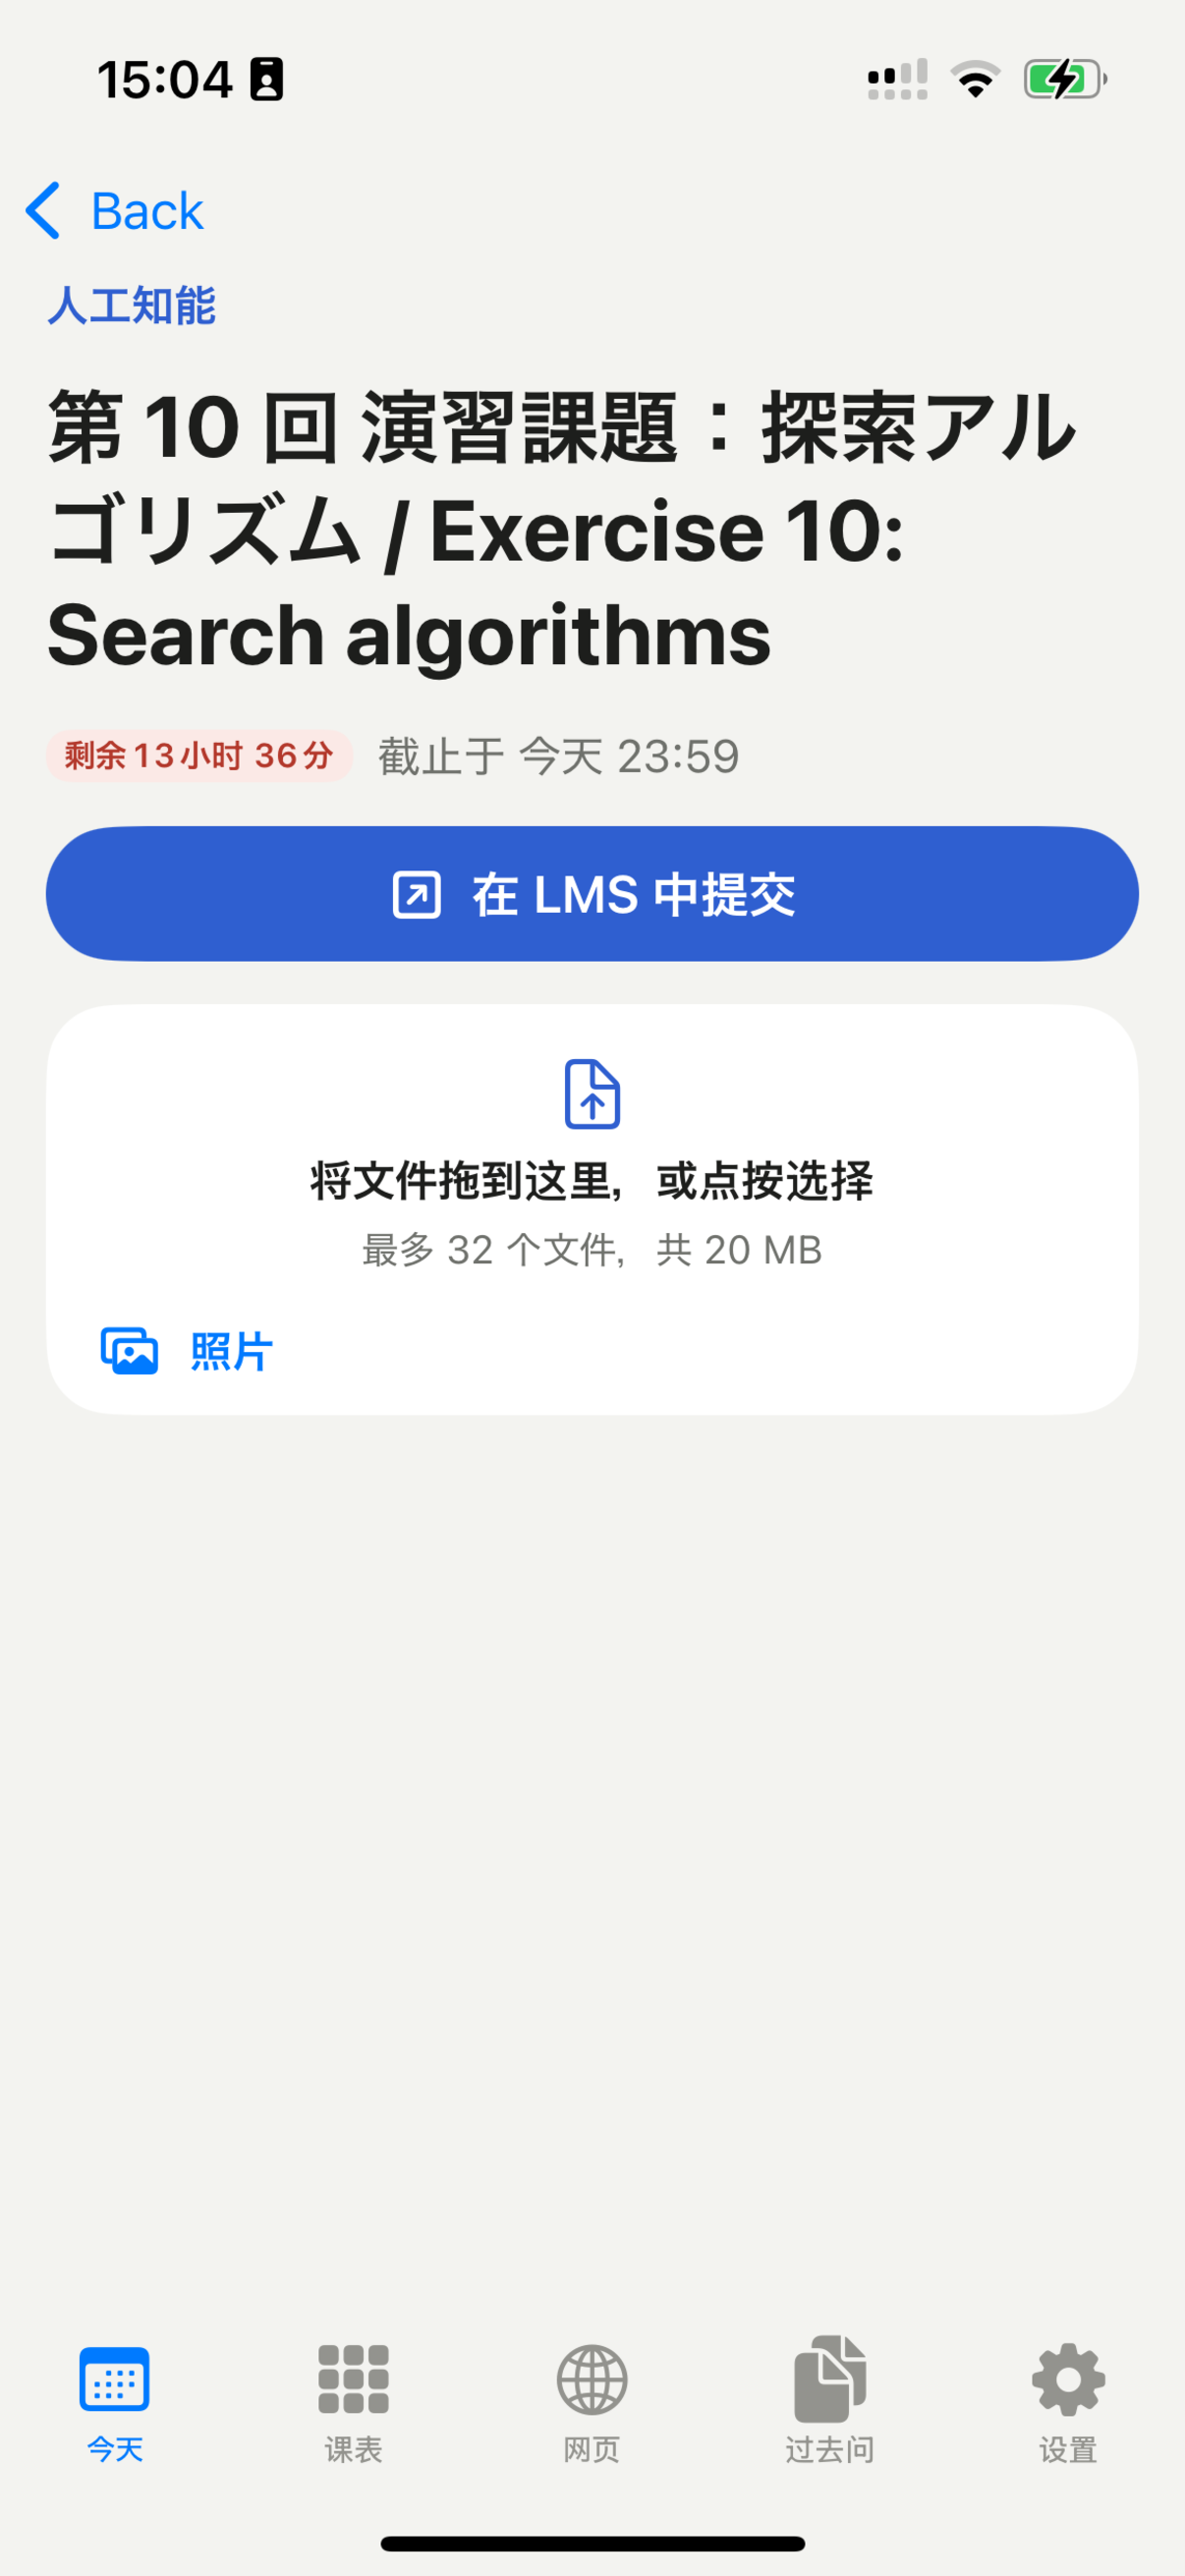 15:04
Back
人工知能
第 10 回 演習課題：探索アル
ゴリズム / Exercise 10:
Search algorithms
剩余 13 小时 36 分 截止于 今天 23:59
在 LMS 中提交
将文件拖到这里，或点按选择
最多 32 个文件，共 20 MB
照片
今天 课表 网页 过去问 设置